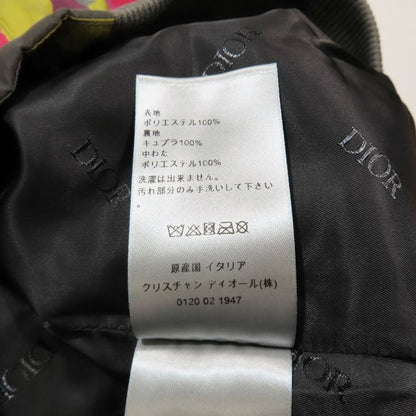 DIOR
表地
ポリエステル100%
裏地
キュプラ100%
中わた
ポリエステル100%
洗濯は出来ません。
汚れ部分のみ手洗いして下さい
。
原産国 イタリア
クリスチャン ディオール(株)
0120 02 1947
DIOR
DIOR
DIOR
DIOR